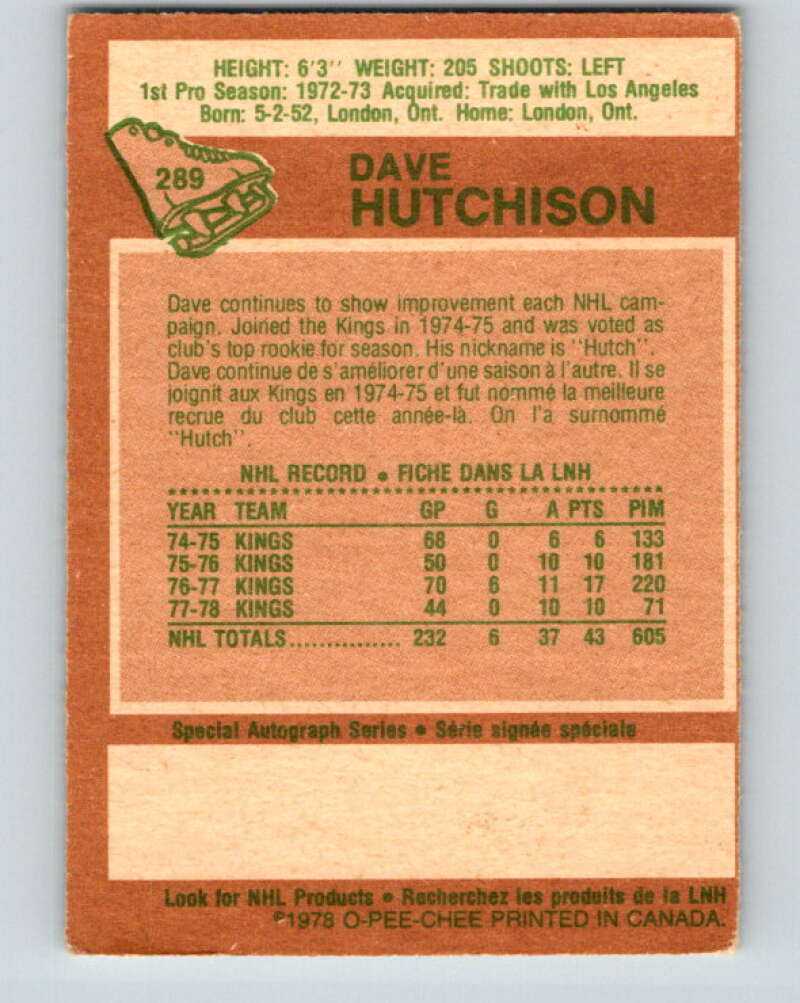 HEIGHT: 6'3'' WEIGHT: 205 SHOOTS: LEFT
1st Pro Season: 1972-73 Acquired: Trade with Los Angeles
Born: 5-2-52, London, Ont. Home: London, Ont.
289
DAVE
HUTCHISON
Dave continues to show improvement each NHL cam-
paign. Joined the Kings in 1974-75 and was voted as
club's top rookie for season. His nickname is ''Hutch''.
Dave continue de s'améliorer d'une saison à l'autre. Il se
joignit aux Kings en 1974-75 et fut nommé la meilleure
recrue du club cette année-là. On l'a surnommé
''Hutch''.
NHL RECORD • FICHE DANS LA LNH
YEAR TEAM GP G A PTS PIM
74-75 KINGS 68 0 6 6 133
75-76 KINGS 50 0 10 10 181
76-77 KINGS 70 6 11 17 220
77-78 KINGS 44 0 10 10 71
NHL TOTALS............... 232 6 37 43 605
Special Autograph Series • Série signée spéciale
Look for NHL Products • Recherchez les produits de la LNH
©1978 O-PEE-CHEE PRINTED IN CANADA.